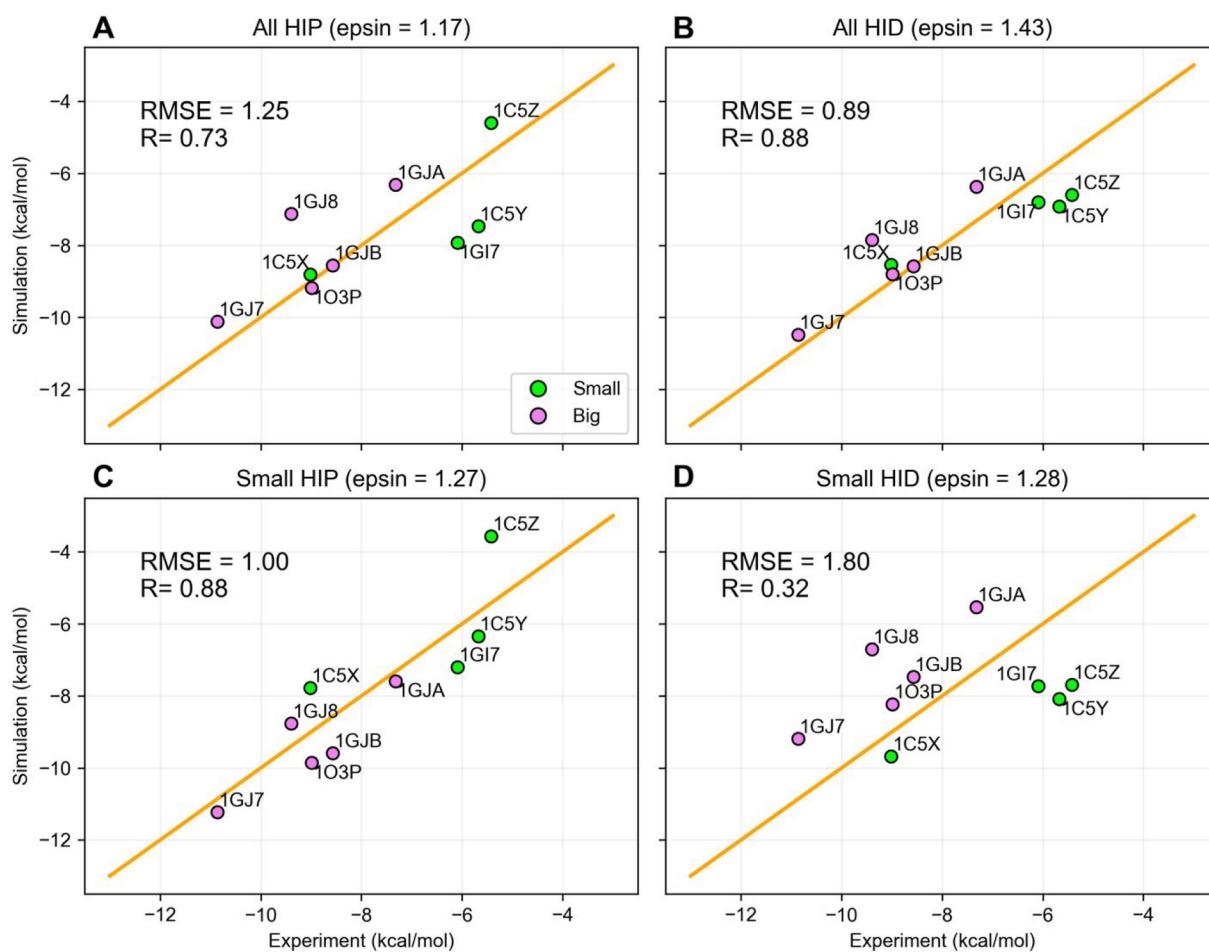 A
All HIP (epsin = 1.17)
RMSE = 1.25
R= 0.73
1C5Z
1GJA
1GJ8
1C5Y
1GI7
1GJB
1C5X
1O3P
1GJ7
Small
Big
−4
−6
−8
−10
−12
Simulation (kcal/mol)
B
All HID (epsin = 1.43)
RMSE = 0.89
R= 0.88
1GJA
1C5Z
1GI7
1C5Y
1GJ8
1C5X
1GJB
1O3P
1GJ7
C
Small HIP (epsin = 1.27)
RMSE = 1.00
R= 0.88
1C5Z
1C5Y
1GI7
1C5X
1GJA
1GJ8
1GJB
1O3P
1GJ7
−4
−6
−8
−10
−12
Simulation (kcal/mol)
−12
−10
−8
−6
−4
Experiment (kcal/mol)
D
Small HID (epsin = 1.28)
RMSE = 1.80
R= 0.32
1GJA
1GJ8
1GJB
1GI7
1C5Z
1O3P
1C5Y
1GJ7
1C5X
−12
−10
−8
−6
−4
Experiment (kcal/mol)